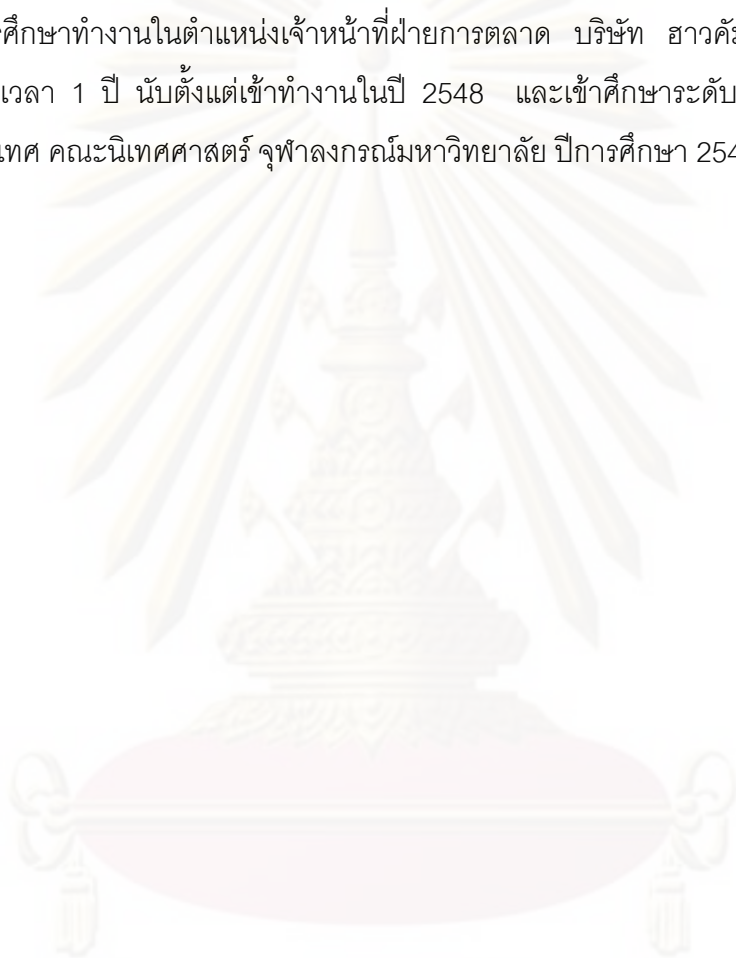 ศึกษาทำงานในตำแหน่งเจ้าหน้าที่ฝ่ายการตลาด บริษัท ฮาวคั
เวลา 1 ปี นับตั้งแต่เข้าทำงานในปี 2548 และเข้าศึกษาระดับ
เทศ คณะนิเทศศาสตร์ จุฬาลงกรณ์มหาวิทยาลัย ปีการศึกษา 254